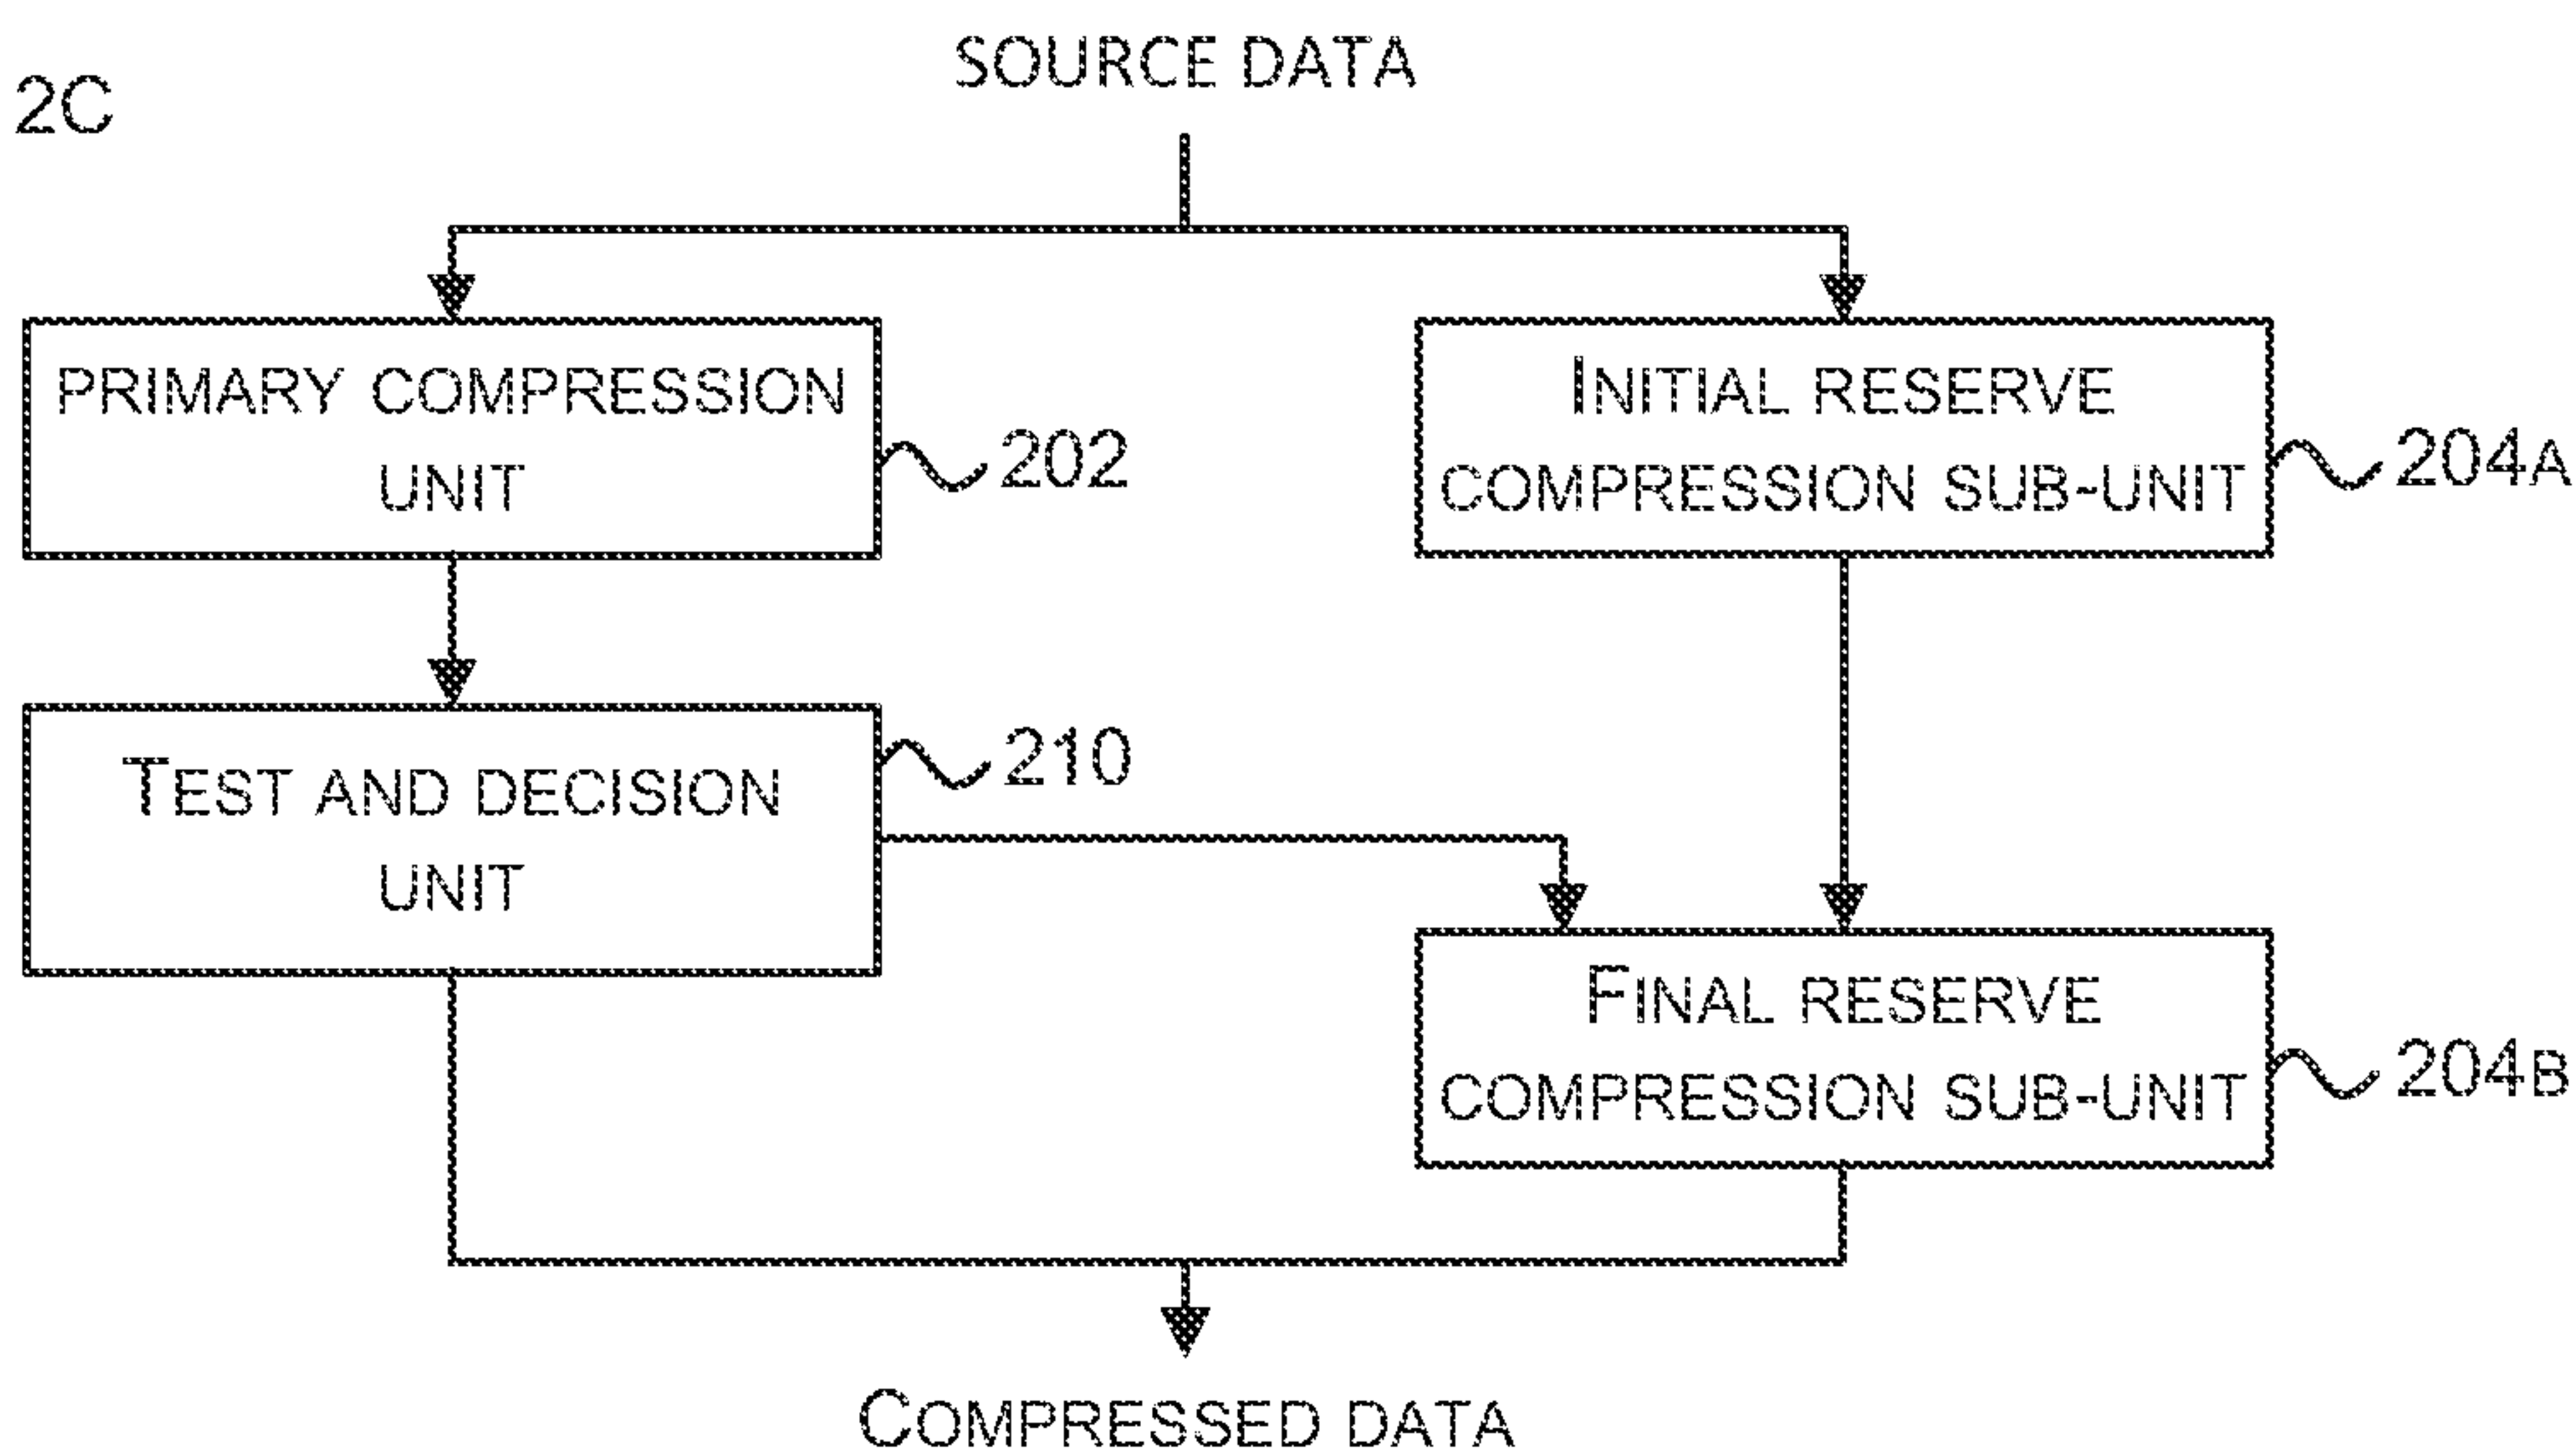 SOURCE DATA
2C
PRIMARY COMPRESSION
UNIT
202
INITIAL RESERVE
COMPRESSION SUB-UNIT
204A
TEST AND DECISION
UNIT
210
FINAL RESERVE
COMPRESSION SUB-UNIT
204B
COMPRESSED DATA